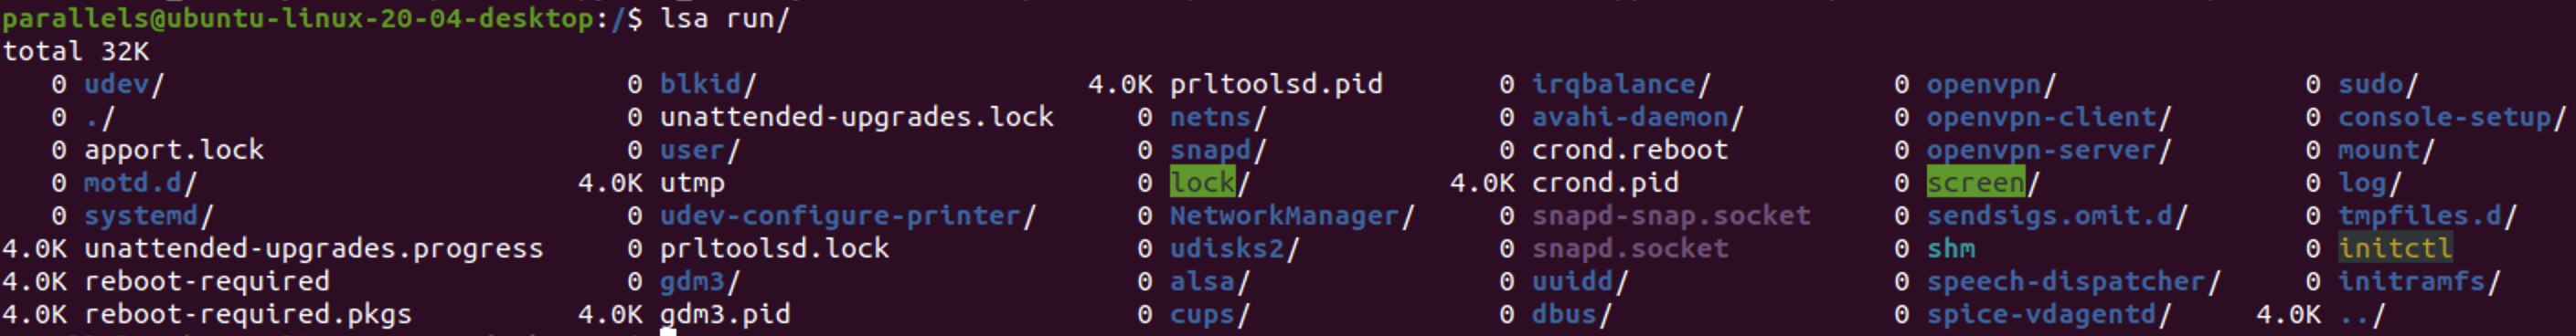 parallels@ubuntu-linux-20-04-desktop:/$ lsa run/
total 32K
   0 udev/                           0 blkid/                     4.0K prltoolsd.pid       0 irqbalance/         0 openvpn/              0 sudo/
   0 ./                              0 unattended-upgrades.lock      0 netns/           0 avahi-daemon/       0 openvpn-client/       0 console-setup/
   0 apport.lock                     0 user/                         0 snapd/           0 crond.reboot        0 openvpn-server/       0 mount/
   0 motd.d/                      4.0K utmp                          0 lock/         4.0K crond.pid           0 screen/               0 log/
   0 systemd/                        0 udev-configure-printer/       0 NetworkManager/  0 snapd-snap.socket   0 sendsigs.omit.d/      0 tmpfiles.d/
4.0K unattended-upgrades.progress    0 prltoolsd.lock                0 udisks2/         0 snapd.socket        0 shm                   0 initctl
4.0K reboot-required                 0 gdm3/                         0 alsa/            0 uuidd/              0 speech-dispatcher/    0 initramfs/
4.0K reboot-required.pkgs         4.0K gdm3.pid                      0 cups/            0 dbus/               0 spice-vdagentd/    4.0K ../